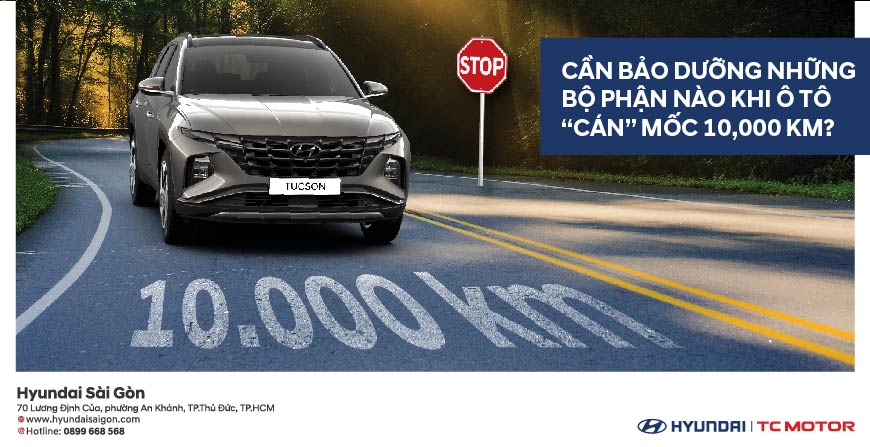 STOP
CẦN BẢO DƯỠNG NHỮNG
BỘ PHẬN NÀO KHI Ô TÔ
“CÁN” MỐC 10,000 KM?
TUCSON
10.000 km
Hyundai Sài Gòn
70 Lương Định Của, phường An Khánh, TP.Thủ Đức, TP.HCM
www.hyundaisaigon.com
Hotline: 0899 668 568
HYUNDAI | TC MOTOR